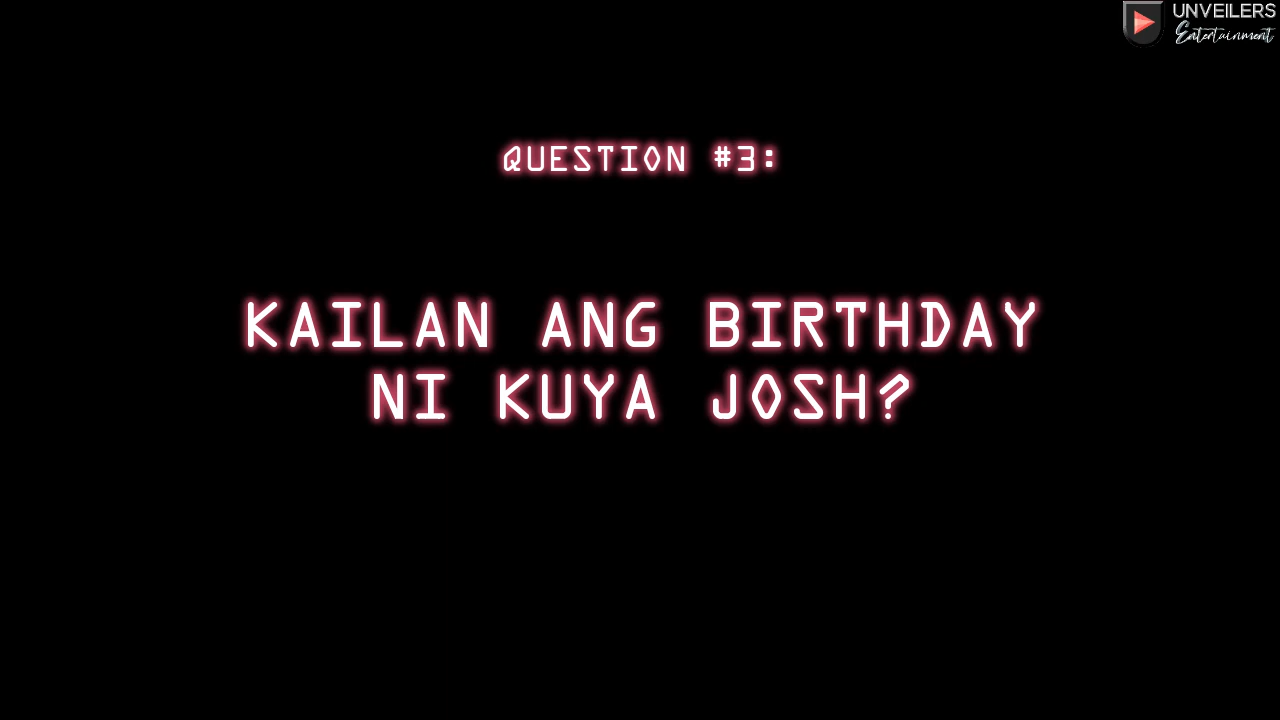 UNVEILERS
Entertainment
QUESTION #3:
KAILAN ANG BIRTHDAY
NI KUYA JOSH?